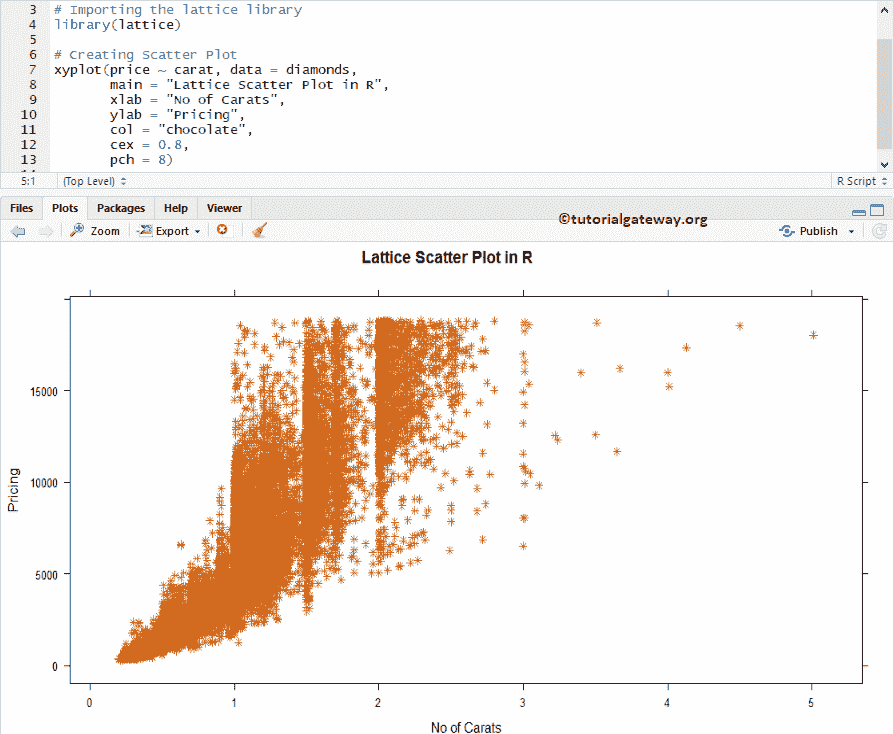 3 # Importing the lattice library
4 library(lattice)
5
6 # Creating Scatter Plot
7 xyplot(price ~ carat, data = diamonds,
8 main = "Lattice Scatter Plot in R",
9 xlab = "No of Carats",
10 ylab = "Pricing",
11 col = "chocolate",
12 cex = 0.8,
13 pch = 8)
5:1 (Top Level) R Script
Files Plots Packages Help Viewer
©tutorialgateway.org
Zoom Export Publish
Lattice Scatter Plot in R
15000
10000
5000
0
Pricing
0 1 2 3 4 5
No of Carats